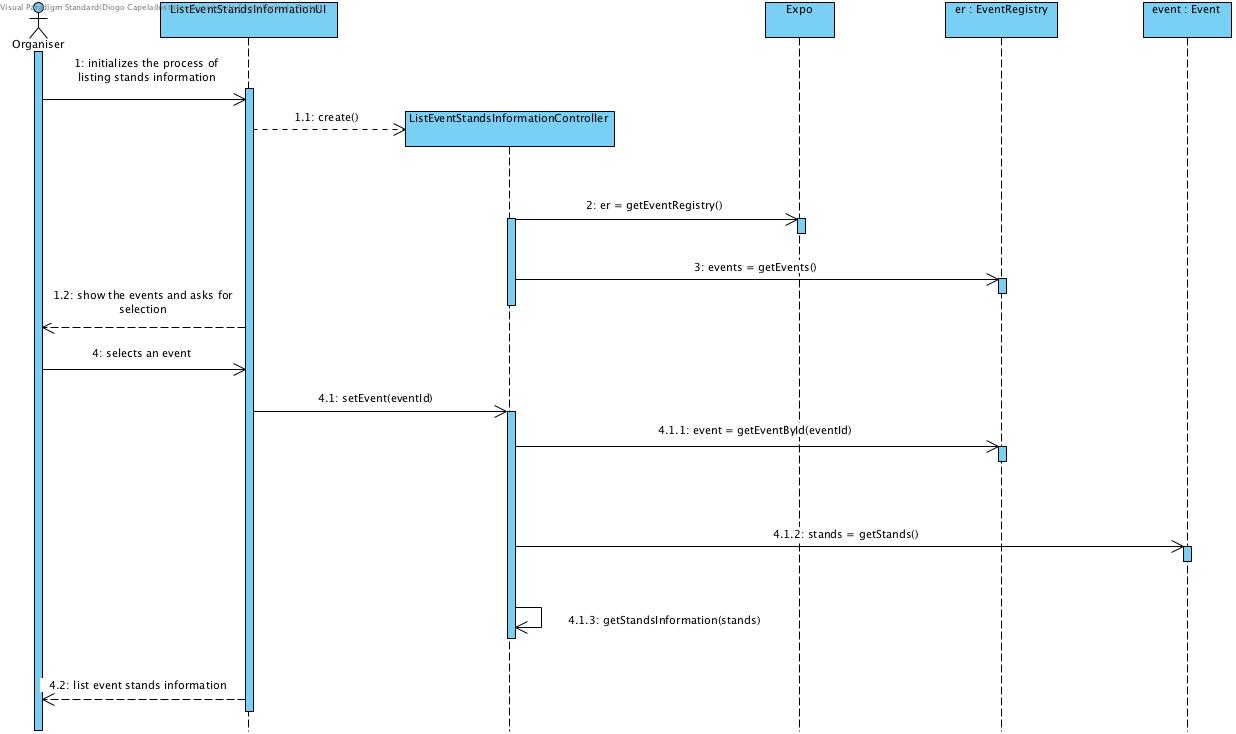 Visual Paradigm Standard(Diogo Capela(
ListEventStandsInformationUI
Expo
er : EventRegistry
event : Event
Organiser
1: initializes the process of
listing stands information
1.1: create()
ListEventStandsInformationController
2: er = getEventRegistry()
3: events = getEvents()
1.2: show the events and asks for
selection
4: selects an event
4.1: setEvent(eventId)
4.1.1: event = getEventById(eventId)
4.1.2: stands = getStands()
4.1.3: getStandsInformation(stands)
4.2: list event stands information